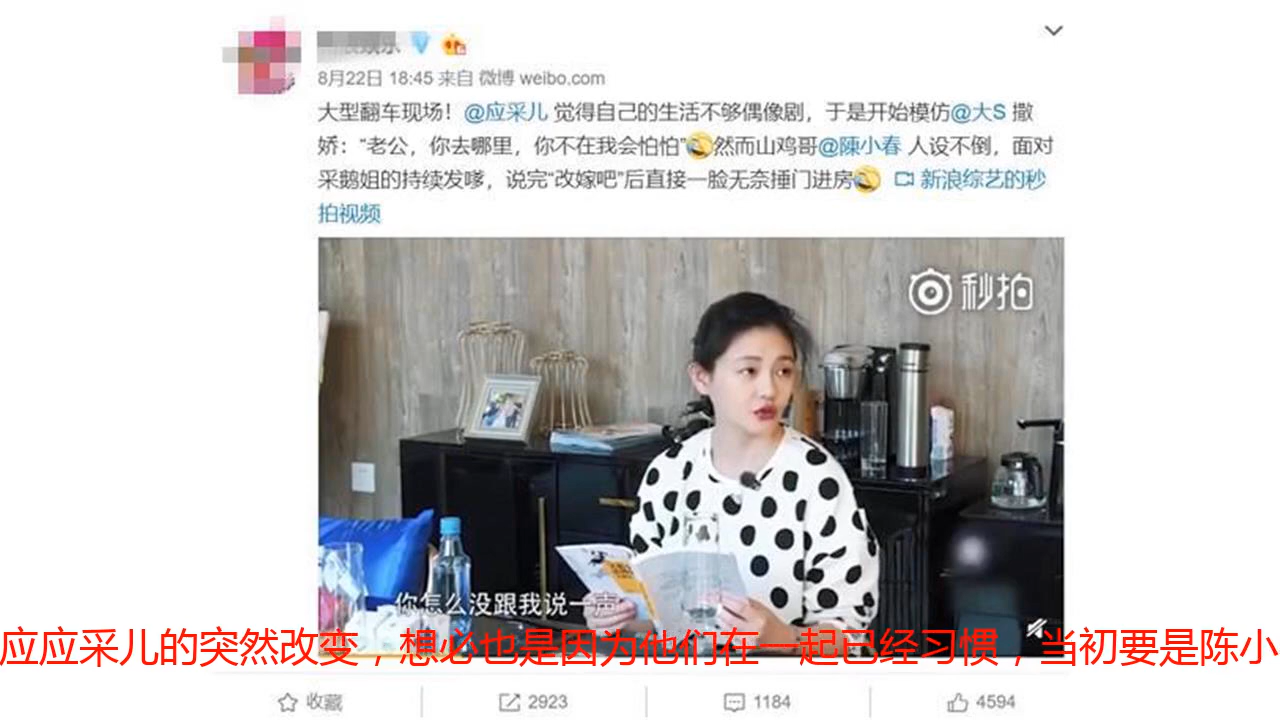 8月22日 18:45 来自 微博 weibo.com
大型翻车现场！@应采儿 觉得自己的生活不够偶像剧，于是开始模仿@大S 撒
娇：“老公，你去哪里，你不在我会怕怕”然而山鸡哥@陳小春 人设不倒，面对
采鹅姐的持续发嗲，说完“改嫁吧”后直接一脸无奈捶门进房 新浪综艺的秒
拍视频
秒拍
你怎么没跟我说一声
应应采儿的突然改变，想必也是因为他们在一起已经习惯，当初要是陈小
收藏 2923 1184 4594